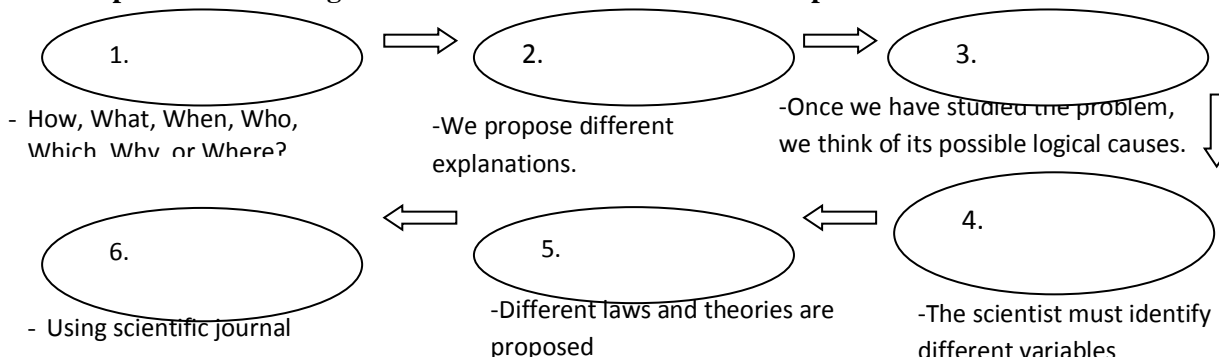 1.
2.
3.
- How, What, When, Who,
Which, Why, or Where?
-We propose different
explanations.
-Once we have studied the problem,
we think of its possible logical causes.
6.
5.
4.
- Using scientific journal
-Different laws and theories are
proposed
-The scientist must identify
different variables